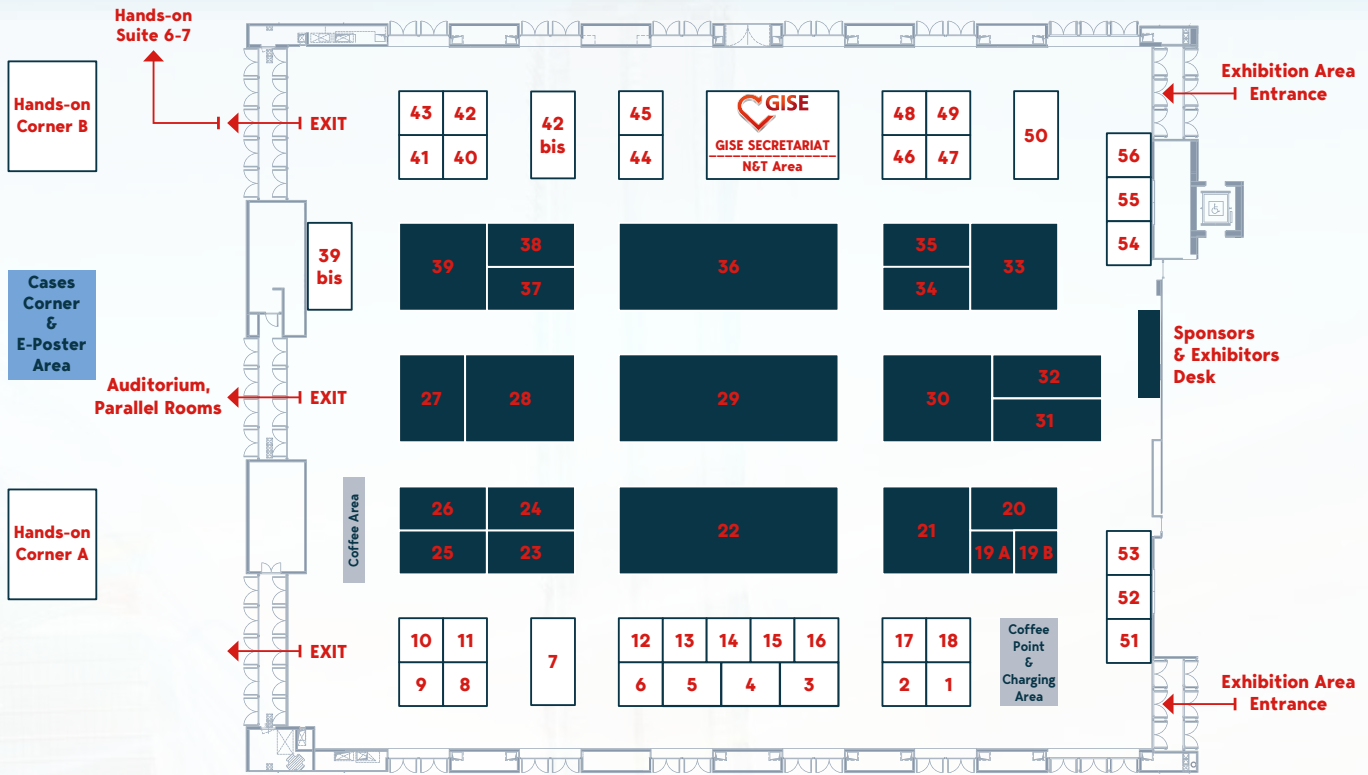 Hands-on
Suite 6-7
Hands-on
Corner B
EXIT
43
42
41
40
42
bis
45
44
GISE
GISE SECRETARIAT
N&T Area
48
49
46
47
50
Exhibition Area
Entrance
56
55
54
39
bis
39
38
37
36
35
34
33
Cases
Corner
&
E-Poster
Area
Auditorium,
Parallel Rooms
EXIT
27
28
29
30
32
31
Sponsors
& Exhibitors
Desk
Hands-on
Corner A
Coffee Area
26
24
25
23
22
21
20
19 A
19 B
53
52
51
EXIT
10
11
9
8
7
12
13
14
15
16
6
5
4
3
17
18
2
1
Coffee
Point
&
Charging
Area
Exhibition Area
Entrance